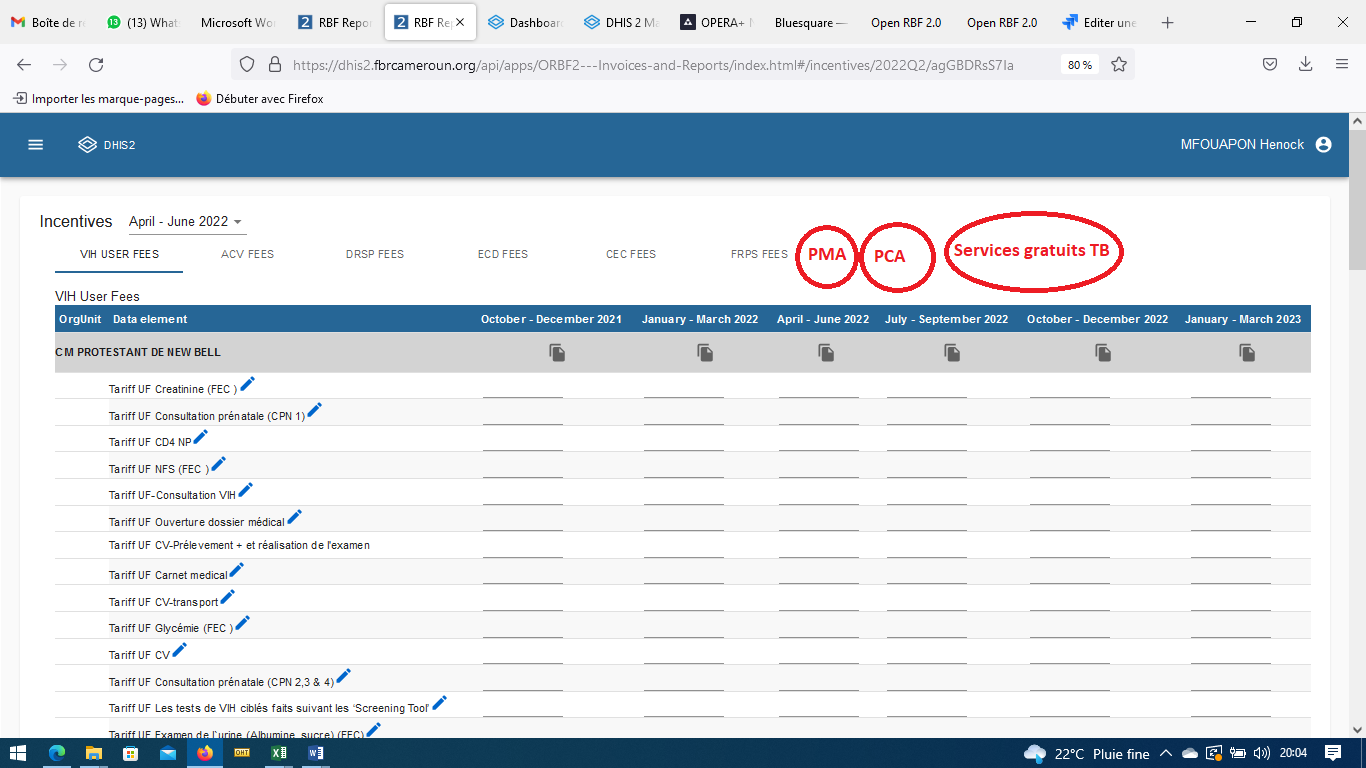 Boîte de r
(13) What
Microsoft Wo
RBF Repor
RBF Rep
Dashboar
DHIS 2 Ma
OPERA+ N
Bluesquare —
Open RBF 2.0
Open RBF 2.0
Editer une
https://dhis2.fbrcameroun.org/api/apps/ORBF2---Invoices-and-Reports/index.html#/incentives/2022Q2/agGBDRsS7Ia
80 %
Importer les marque-pages...
Débuter avec Firefox
DHIS2
MFOUAPON Henock
Incentives April - June 2022
VIH USER FEES ACV FEES DRSP FEES ECD FEES CEC FEES FRPS FEES PMA PCA Services gratuits TB
VIH User Fees
OrgUnit Data element October - December 2021 January - March 2022 April - June 2022 July - September 2022 October - December 2022 January - March 2023
CM PROTESTANT DE NEW BELL
Tariff UF Creatinine (FEC )
Tariff UF Consultation prénatale (CPN 1)
Tariff UF CD4 NP
Tariff UF NFS (FEC )
Tariff UF-Consultation VIH
Tariff UF Ouverture dossier médical
Tariff UF CV-Prélevement + et réalisation de l'examen
Tariff UF Carnet medical
Tariff UF CV-transport
Tariff UF Glycémie (FEC )
Tariff UF CV
Tariff UF Consultation prénatale (CPN 2,3 & 4)
Tariff UF Les tests de VIH ciblés faits suivant les ‘Screening Tool’
Tariff UF Examen de l`urine (Albumine, sucre) (FEC)
OHT
22°C Pluie fine
20:04